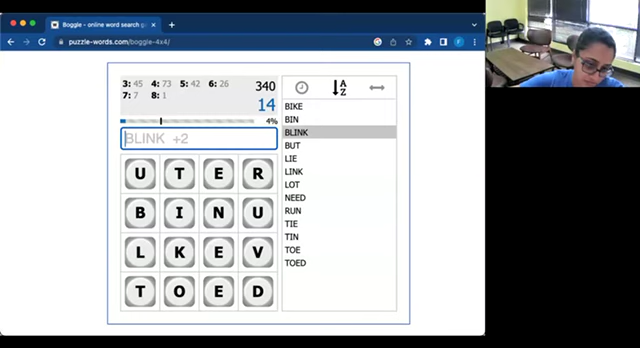 Boggle - online word search g
puzzle-words.com/boggle-4x4/
F
3: 45 4: 73 5: 42 6: 26 340
7: 7 8: 1 14
4%
BLINK +2
A
Z
U T E R
B I N U
L K E V
T O E D
BIKE
BIN
BLINK
BUT
LIE
LINK
LOT
NEED
RUN
TIE
TIN
TOE
TOED